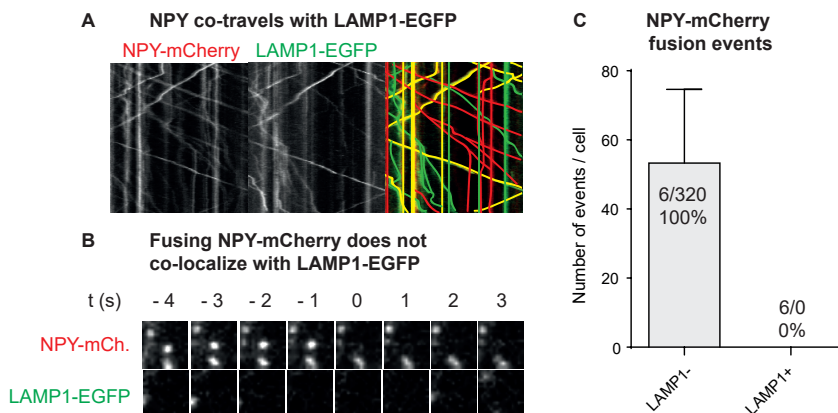 A NPY co-travels with LAMP1-EGFP
NPY-mCherry LAMP1-EGFP
B Fusing NPY-mCherry does not
co-localize with LAMP1-EGFP
t (s) - 4 - 3 - 2 - 1 0 1 2 3
NPY-mCh.
LAMP1-EGFP
C NPY-mCherry
fusion events
Number of events / cell
80
60
40
20
0
6/320
100%
6/0
0%
LAMP1-
LAMP1+